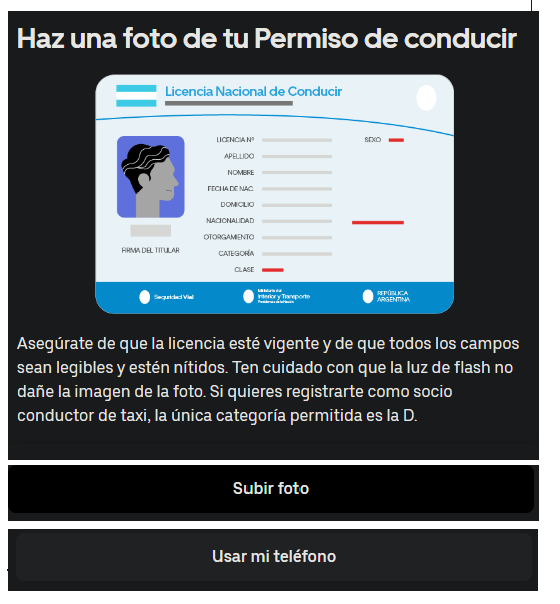 Haz una foto de tu Permiso de conducir
Licencia Nacional de Conducir
LICENCIA Nº
SEXO
APELLIDO
NOMBRE
FECHA DE NAC.
DOMICILIO
NACIONALIDAD
OTORGAMIENTO
CATEGORÍA
CLASE
FIRMA DEL TITULAR
Seguridad Vial
Ministerio del
Interior y Transporte
Presidencia de la Nación
REPÚBLICA
ARGENTINA
Asegúrate de que la licencia esté vigente y de que todos los campos
sean legibles y estén nítidos. Ten cuidado con que la luz de flash no
dañe la imagen de la foto. Si quieres registrarte como socio
conductor de taxi, la única categoría permitida es la D.
Subir foto
Usar mi teléfono